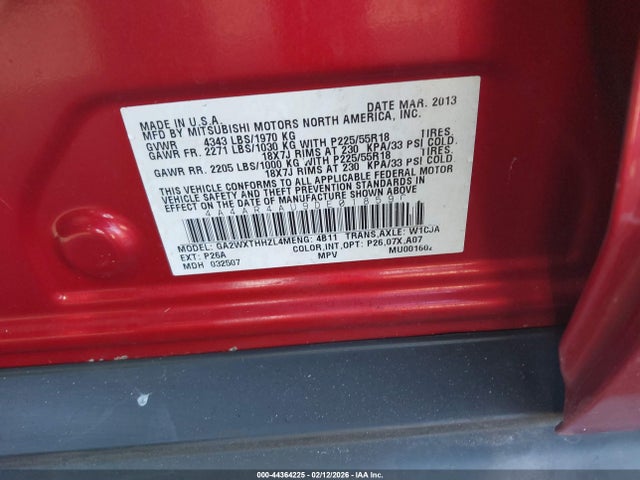 MADE IN U.S.A. DATE MAR. 2013
MFD BY MITSUBISHI MOTORS NORTH AMERICA, INC.
GVWR 4343 LBS/1970 KG
GAWR FR. 2271 LBS/1030 KG WITH P225/55R18 TIRES
18X7J RIMS AT 230 KPA/33 PSI COLD.
GAWR RR. 2205 LBS/1000 KG WITH P225/55R18 TIRES
18X7J RIMS AT 230 KPA/33 PSI COLD.
THIS VEHICLE CONFORMS TO ALL APPLICABLE FEDERAL MOTOR
VEHICLE SAFETY STANDARDS IN EFFECT ON THE DATE
OF MANUFACTURE SHOWN ABOVE.
MODEL: GA2WXTHHZL4M ENG: 4B11 TRANS,AXLE: W1CJA
EXT: P26A COLOR,INT,OPT: P26,07X,A07
MDH 032507 MPV
000-44364225 - 02/12/2026 - IAA Inc.